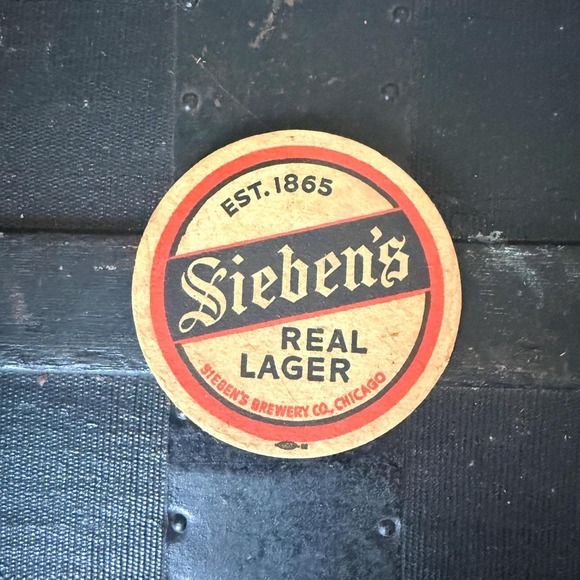 EST. 1865
Sieben's
REAL
LAGER
SIEBEN'S BREWERY CO., CHICAGO